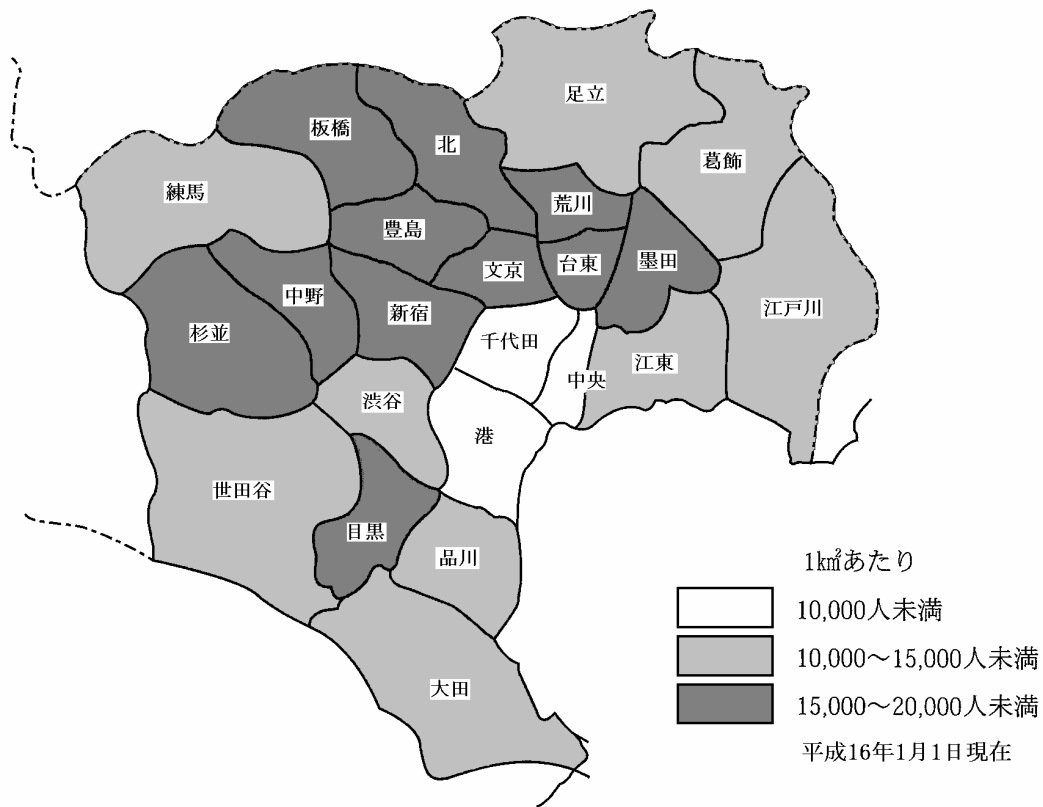 足立
板橋
北
葛飾
練馬
荒川
豊島
台東
墨田
文京
中野
新宿
江戸川
杉並
千代田
江東
中央
渋谷
港
世田谷
目黒
品川
大田
1km²あたり
10,000人未満
10,000〜15,000人未満
15,000〜20,000人未満
平成16年1月1日現在